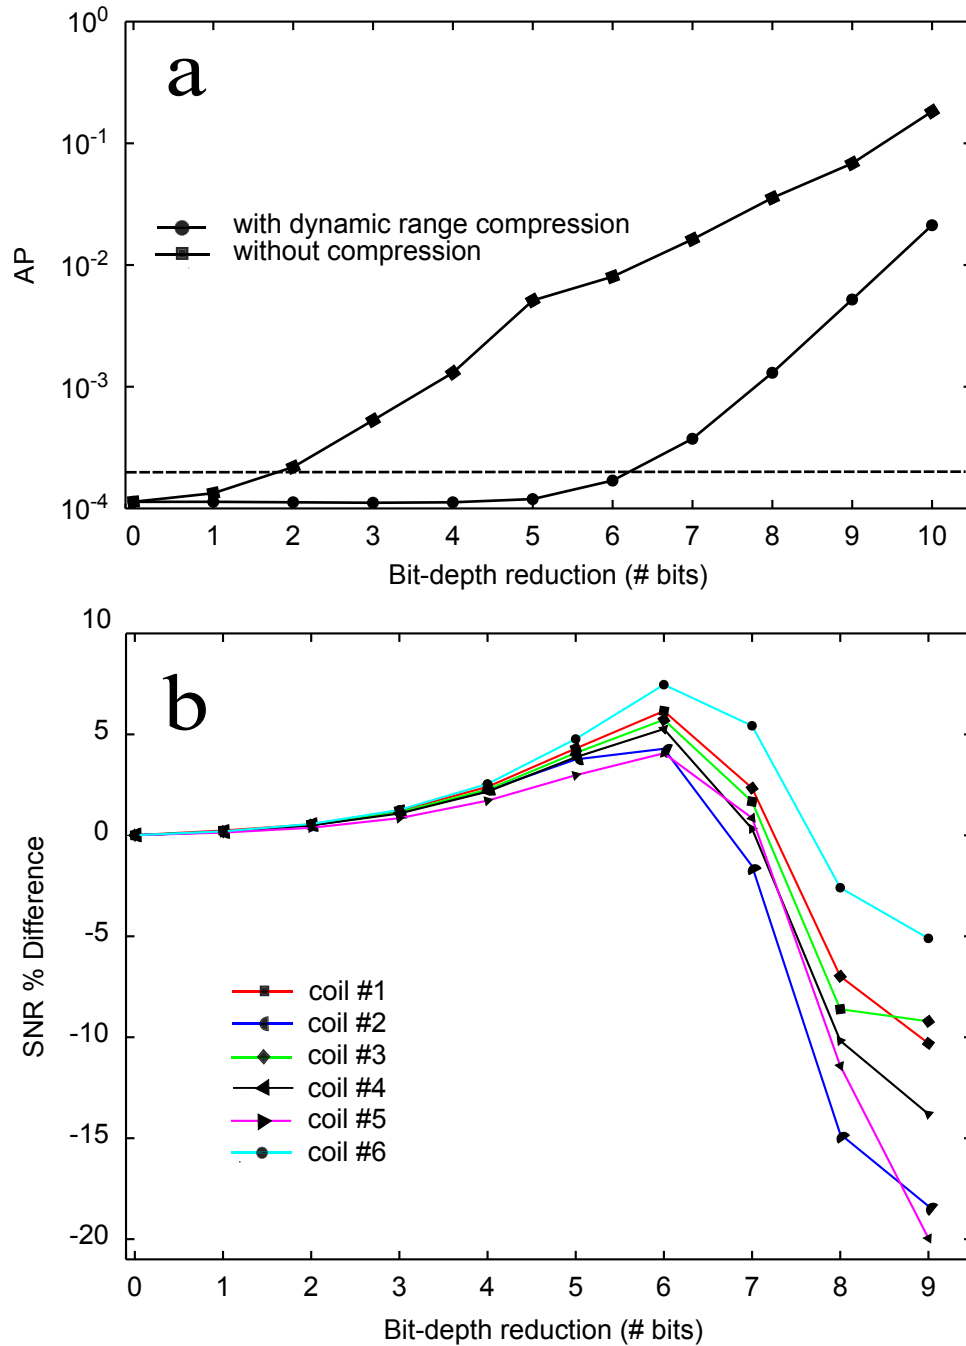 a
10^0
10^-1
10^-2
10^-3
10^-4
AP
with dynamic range compression
without compression
0 1 2 3 4 5 6 7 8 9 10
Bit-depth reduction (# bits)
b
10
5
0
-5
-10
-15
-20
SNR % Difference
coil #1
coil #2
coil #3
coil #4
coil #5
coil #6
0 1 2 3 4 5 6 7 8 9
Bit-depth reduction (# bits)